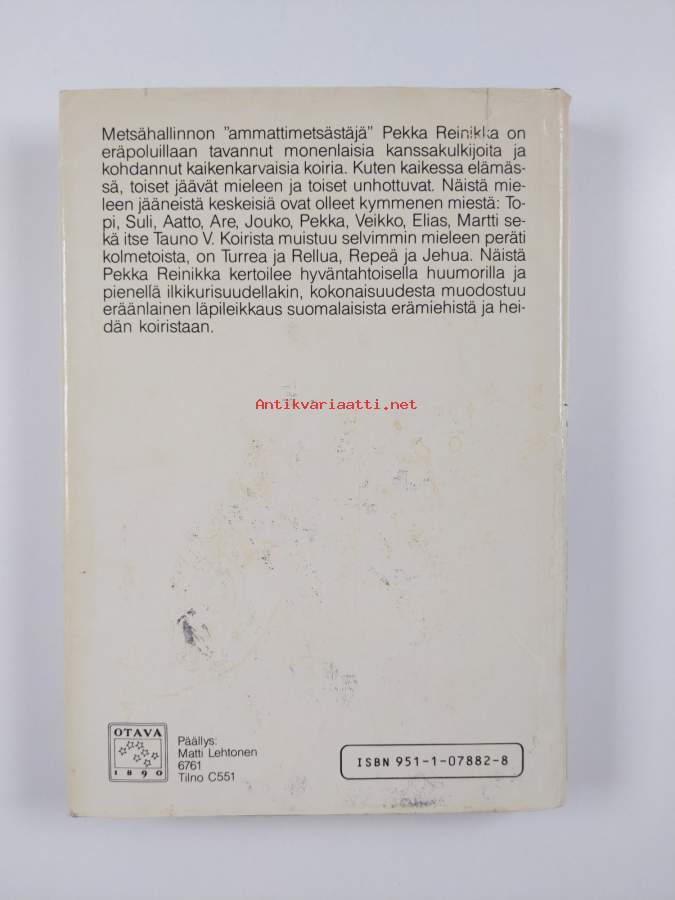 Metsähallinnon "ammattimetsästäjä" Pekka Reinikka on
eräpoluillaan tavannut monenlaisia kanssakulkijoita ja
kohdannut kaikenkarvaisia koiria. Kuten kaikessa elämäs-
sä, toiset jäävät mieleen ja toiset unhottuvat. Näistä mie-
leen jääneistä keskeisiä ovat olleet kymmenen miestä: To-
pi, Suli, Aatto, Are, Jouko, Pekka, Veikko, Elias, Martti se-
kä itse Tauno V. Koirista muistuu selvimmin mieleen peräti
kolmetoista, on Turrea ja Rellua, Repeä ja Jehua. Näistä
Pekka Reinikka kertoilee hyväntahtoisella huumorilla ja
pienellä ilkikurisuudellakin, kokonaisuudesta muodostuu
eräänlainen läpileikkaus suomalaisista erämiehistä ja hei-
dän koiristaan.
Antikvariaatti.net
OTAVA
1890
Päällys:
Matti Lehtonen
6761
Tilno C551
ISBN 951-1-07882-8